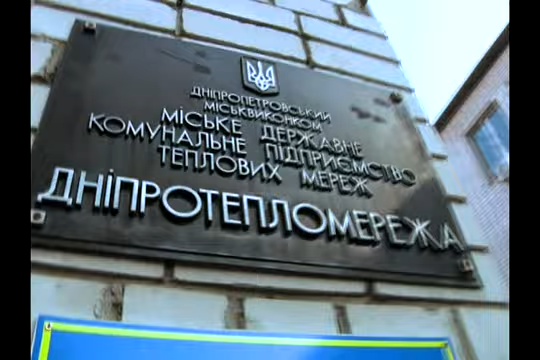 ДНІПРОПЕТРОВСЬКИЙ
МІСЬКВИКОНКОМ
МІСЬКЕ ДЕРЖАВНЕ
КОМУНАЛЬНЕ ПІДПРИЄМСТВО
ТЕПЛОВИХ МЕРЕЖ
ДНІПРОТЕПЛОМЕРЕЖА